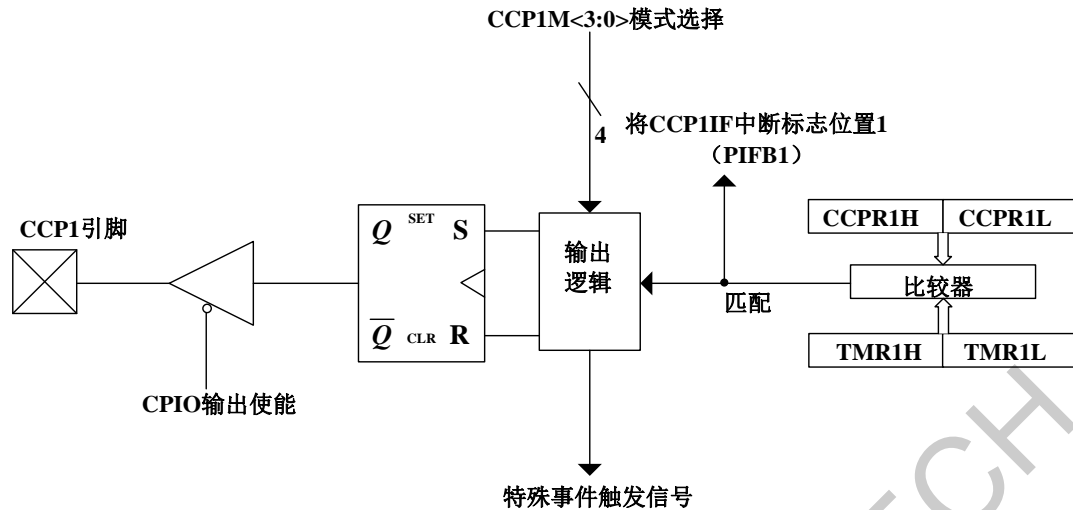 CCP1M<3:0>模式选择
4
将CCP1IF中断标志位置1
（PIFB1）
CCP1引脚
Q SET S
Q CLR R
输出
逻辑
CCPR1H CCPR1L
比较器
匹配
TMR1H TMR1L
CPIO输出使能
特殊事件触发信号
ECH